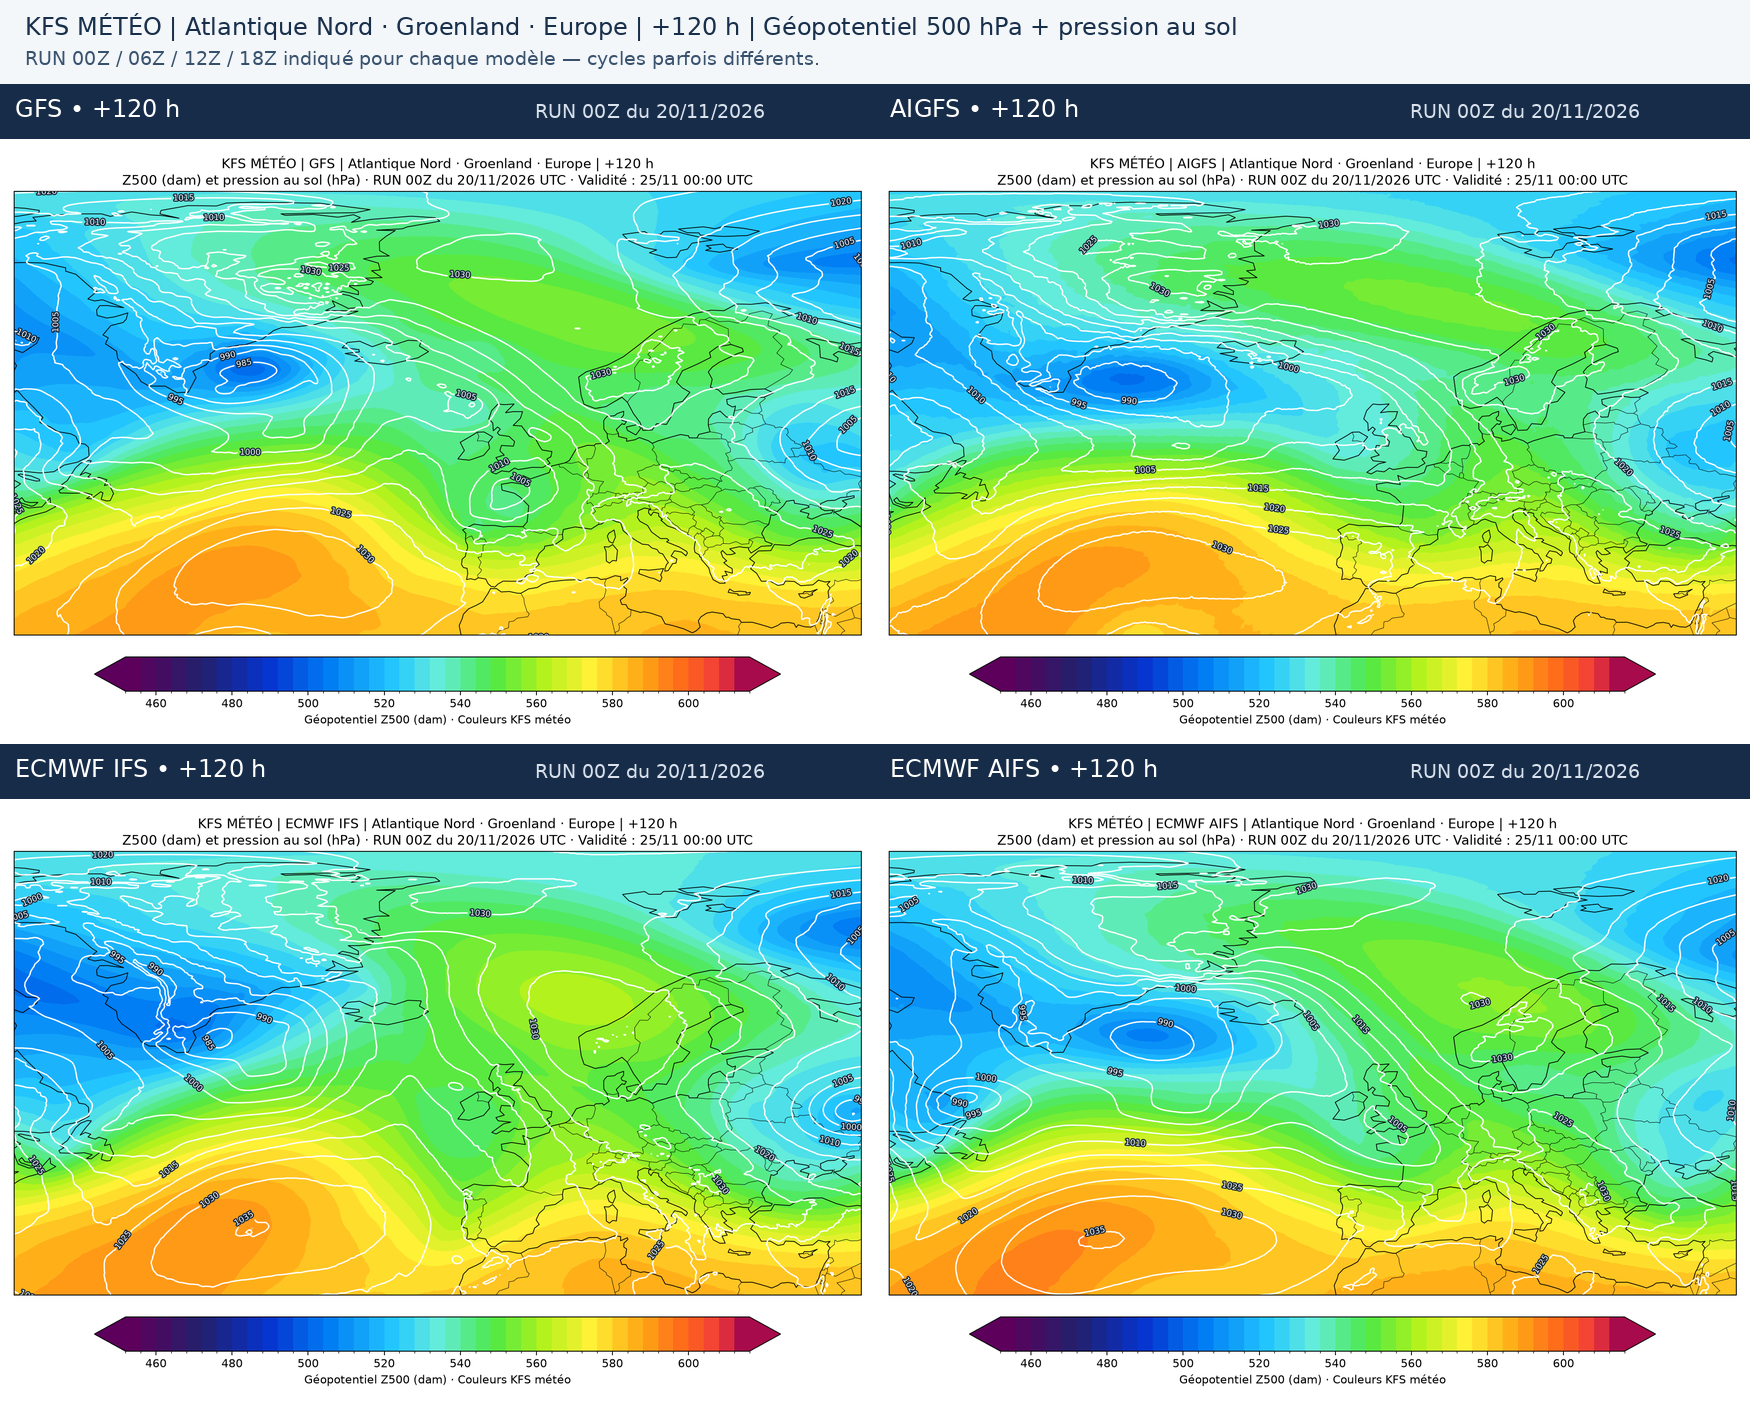 KFS MÉTÉO | Atlantique Nord · Groenland · Europe | +120 h | Géopotentiel 500 hPa + pression au sol
RUN 00Z / 06Z / 12Z / 18Z indiqué pour chaque modèle — cycles parfois différents.
GFS • +120 h
RUN 00Z du 20/11/2026
AIGFS • +120 h
RUN 00Z du 20/11/2026
KFS MÉTÉO | GFS | Atlantique Nord · Groenland · Europe | +120 h
Z500 (dam) et pression au sol (hPa) · RUN 00Z du 20/11/2026 UTC · Validité : 25/11 00:00 UTC
KFS MÉTÉO | AIGFS | Atlantique Nord · Groenland · Europe | +120 h
Z500 (dam) et pression au sol (hPa) · RUN 00Z du 20/11/2026 UTC · Validité : 25/11 00:00 UTC
460 480 500 520 540 560 580 600
Géopotentiel Z500 (dam) · Couleurs KFS météo
460 480 500 520 540 560 580 600
Géopotentiel Z500 (dam) · Couleurs KFS météo
ECMWF IFS • +120 h
RUN 00Z du 20/11/2026
ECMWF AIFS • +120 h
RUN 00Z du 20/11/2026
KFS MÉTÉO | ECMWF IFS | Atlantique Nord · Groenland · Europe | +120 h
Z500 (dam) et pression au sol (hPa) · RUN 00Z du 20/11/2026 UTC · Validité : 25/11 00:00 UTC
KFS MÉTÉO | ECMWF AIFS | Atlantique Nord · Groenland · Europe | +120 h
Z500 (dam) et pression au sol (hPa) · RUN 00Z du 20/11/2026 UTC · Validité : 25/11 00:00 UTC
460 480 500 520 540 560 580 600
Géopotentiel Z500 (dam) · Couleurs KFS météo
460 480 500 520 540 560 580 600
Géopotentiel Z500 (dam) · Couleurs KFS météo